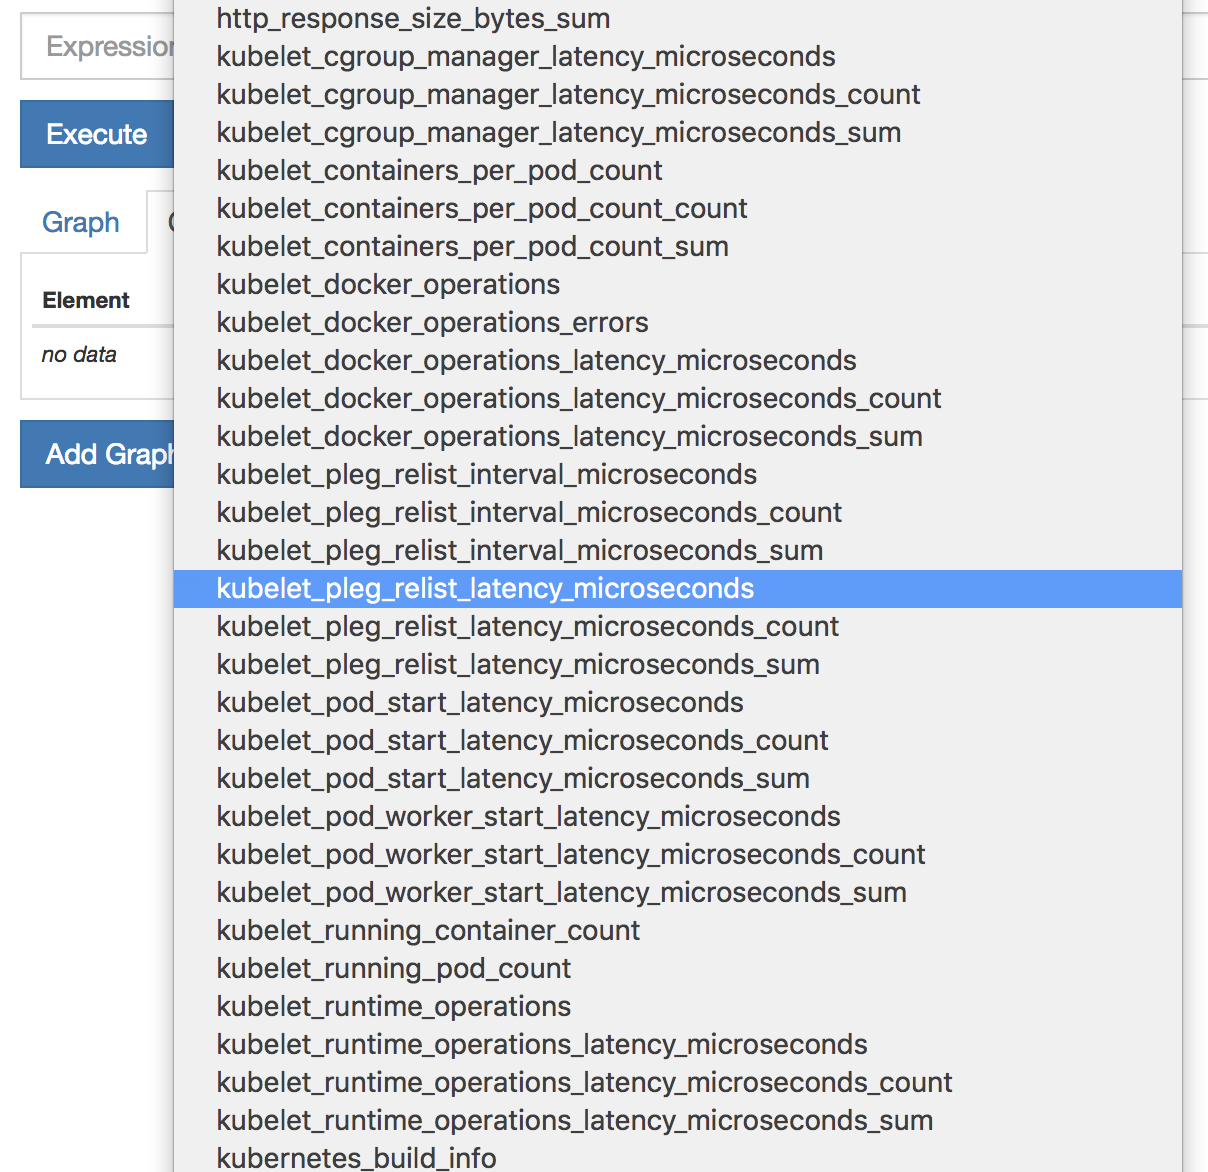 http_response_size_bytes_sum
Expression
kubelet_cgroup_manager_latency_microseconds
kubelet_cgroup_manager_latency_microseconds_count
Execute
kubelet_cgroup_manager_latency_microseconds_sum
kubelet_containers_per_pod_count
kubelet_containers_per_pod_count_count
Graph
kubelet_containers_per_pod_count_sum
kubelet_docker_operations
Element
kubelet_docker_operations_errors
no data
kubelet_docker_operations_latency_microseconds
kubelet_docker_operations_latency_microseconds_count
kubelet_docker_operations_latency_microseconds_sum
Add Graph
kubelet_pleg_relist_interval_microseconds
kubelet_pleg_relist_interval_microseconds_count
kubelet_pleg_relist_interval_microseconds_sum
kubelet_pleg_relist_latency_microseconds
kubelet_pleg_relist_latency_microseconds_count
kubelet_pleg_relist_latency_microseconds_sum
kubelet_pod_start_latency_microseconds
kubelet_pod_start_latency_microseconds_count
kubelet_pod_start_latency_microseconds_sum
kubelet_pod_worker_start_latency_microseconds
kubelet_pod_worker_start_latency_microseconds_count
kubelet_pod_worker_start_latency_microseconds_sum
kubelet_running_container_count
kubelet_running_pod_count
kubelet_runtime_operations
kubelet_runtime_operations_latency_microseconds
kubelet_runtime_operations_latency_microseconds_count
kubelet_runtime_operations_latency_microseconds_sum
kubernetes_build_info